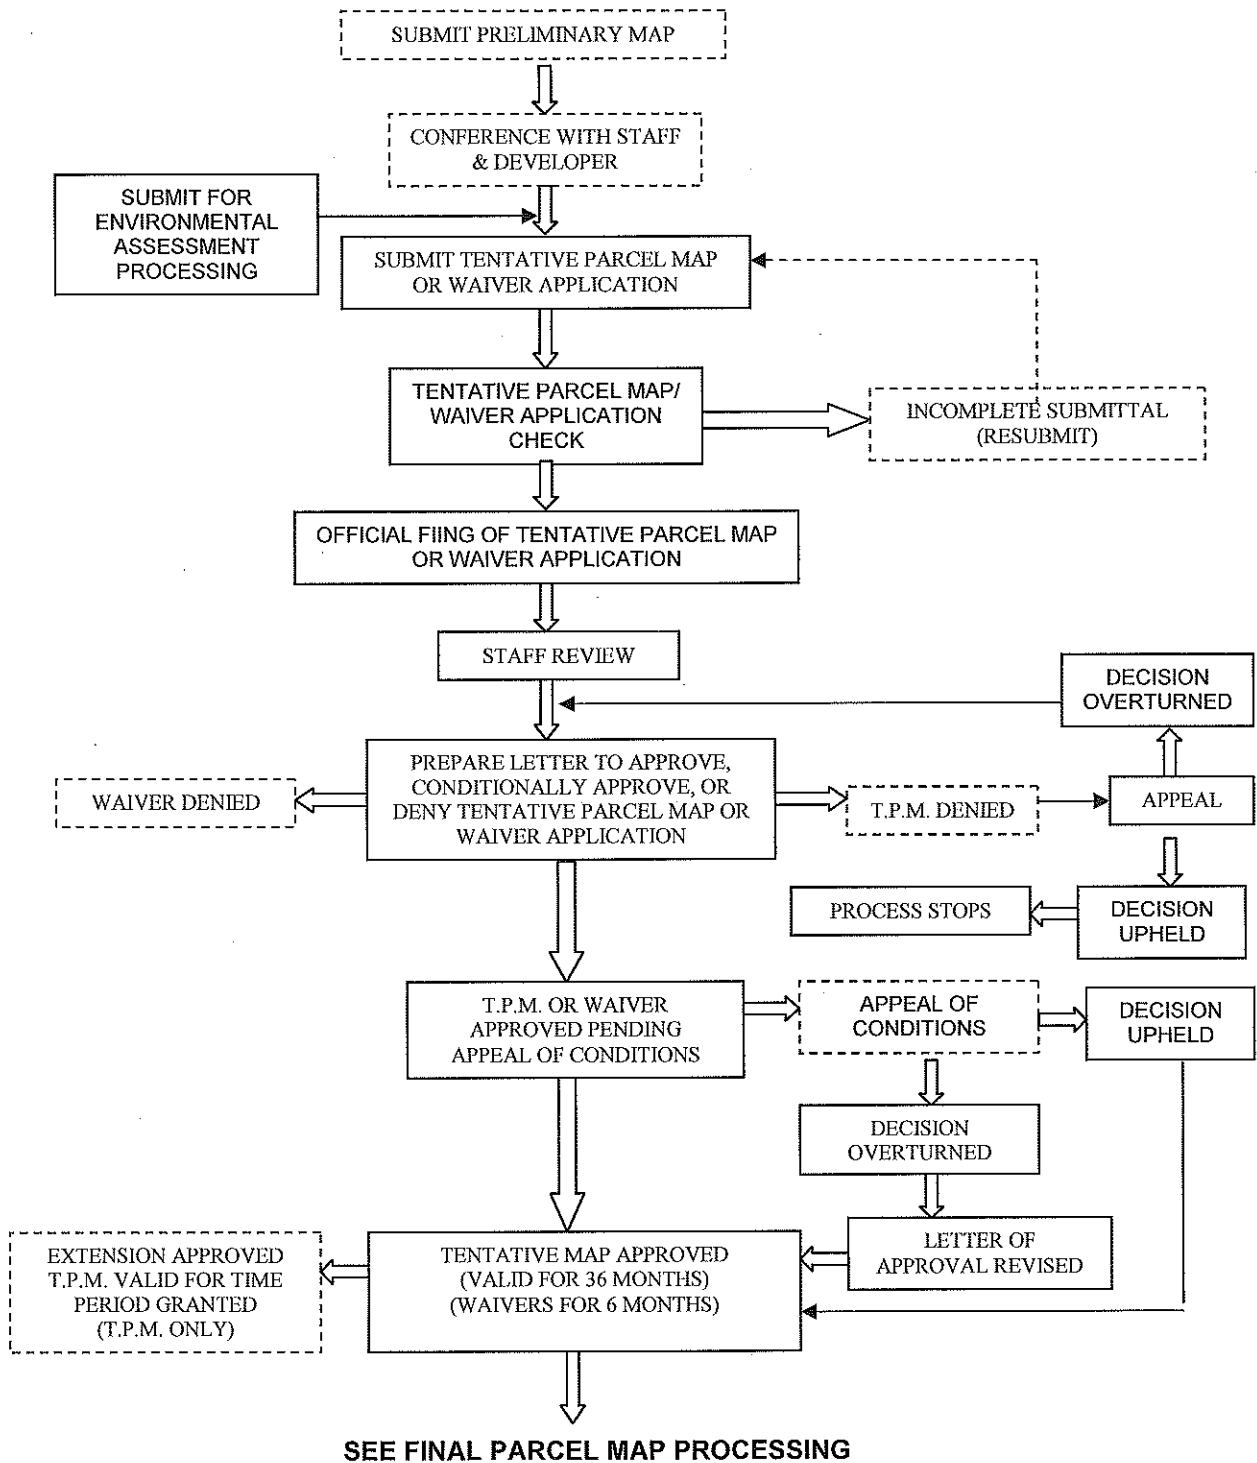 SUBMIT PRELIMINARY MAP
CONFERENCE WITH STAFF
& DEVELOPER
SUBMIT FOR
ENVIRONMENTAL
ASSESSMENT
PROCESSING
SUBMIT TENTATIVE PARCEL MAP
OR WAIVER APPLICATION
TENTATIVE PARCEL MAP/
WAIVER APPLICATION
CHECK
INCOMPLETE SUBMITTAL
(RESUBMIT)
OFFICIAL FIING OF TENTATIVE PARCEL MAP
OR WAIVER APPLICATION
STAFF REVIEW
DECISION
OVERTURNED
PREPARE LETTER TO APPROVE,
CONDITIONALLY APPROVE, OR
DENY TENTATIVE PARCEL MAP OR
WAIVER APPLICATION
WAIVER DENIED
T.P.M. DENIED
APPEAL
PROCESS STOPS
DECISION
UPHELD
T.P.M. OR WAIVER
APPROVED PENDING
APPEAL OF CONDITIONS
APPEAL OF
CONDITIONS
DECISION
UPHELD
DECISION
OVERTURNED
LETTER OF
APPROVAL REVISED
EXTENSION APPROVED
T.P.M. VALID FOR TIME
PERIOD GRANTED
(T.P.M. ONLY)
TENTATIVE MAP APPROVED
(VALID FOR 36 MONTHS)
(WAIVERS FOR 6 MONTHS)
SEE FINAL PARCEL MAP PROCESSING